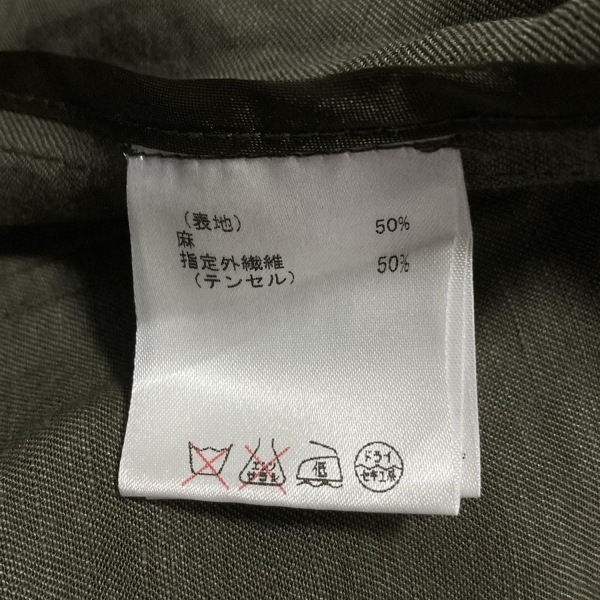 (表地)
麻 50%
指定外繊維 50%
(テンセル)
エンソ
サラシ
低
ドライ
セキユ系